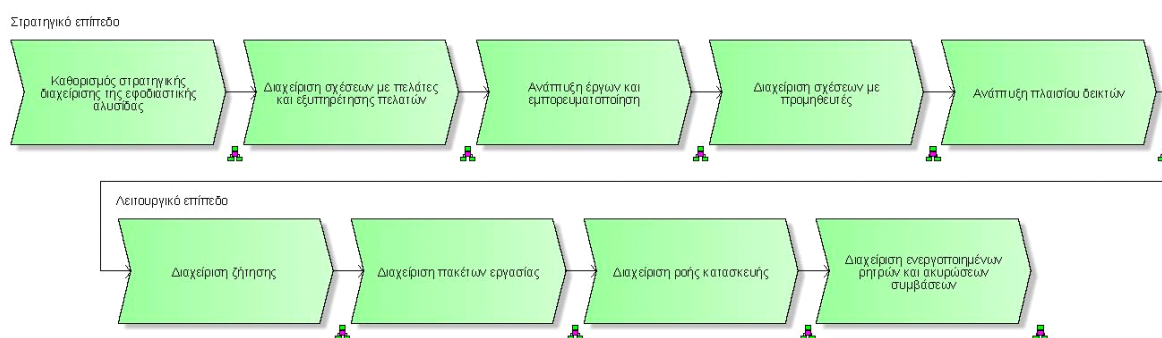 Στρατηγικό επίπεδο
Καθορισμός στρατηγικής
διαχείρισης της εφοδιαστικής
αλυσίδας
Διαχείριση σχέσεων με πελάτες
και εξυπηρέτησης πελατών
Ανάπτυξη έργων και
εμπορευματοποίηση
Διαχείριση σχέσεων με
προμηθευτές
Ανάπτυξη πλαισίου δεικτών
Λειτουργικό επίπεδο
Διαχείριση ζήτησης
Διαχείριση πακέτων εργασίας
Διαχείριση ροής κατασκευής
Διαχείριση ενεργοποιημένων
ρητρών και ακυρώσεων
συμβάσεων